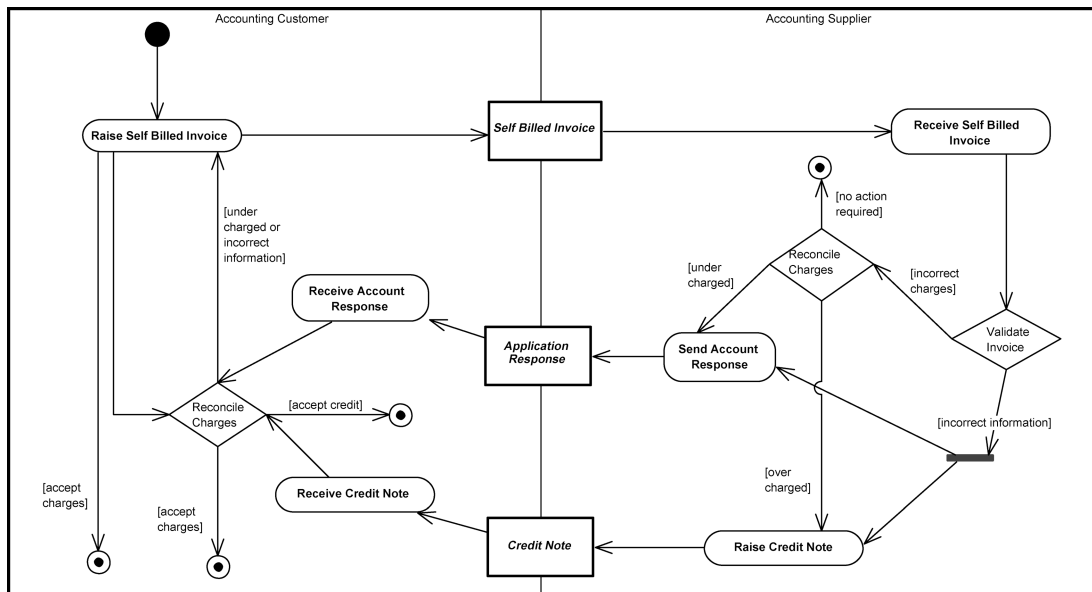 Accounting Customer
Accounting Supplier
Raise Self Billed Invoice
Self Billed Invoice
Receive Self Billed
Invoice
[no action
required]
[under
charged or
incorrect
information]
Reconcile
Charges
[under
charged]
[incorrect
charges]
Receive Account
Response
Application
Response
Send Account
Response
Validate
Invoice
Reconcile
Charges
[accept credit]
[incorrect information]
[accept
charges]
[accept
charges]
Receive Credit Note
[over
charged]
Credit Note
Raise Credit Note